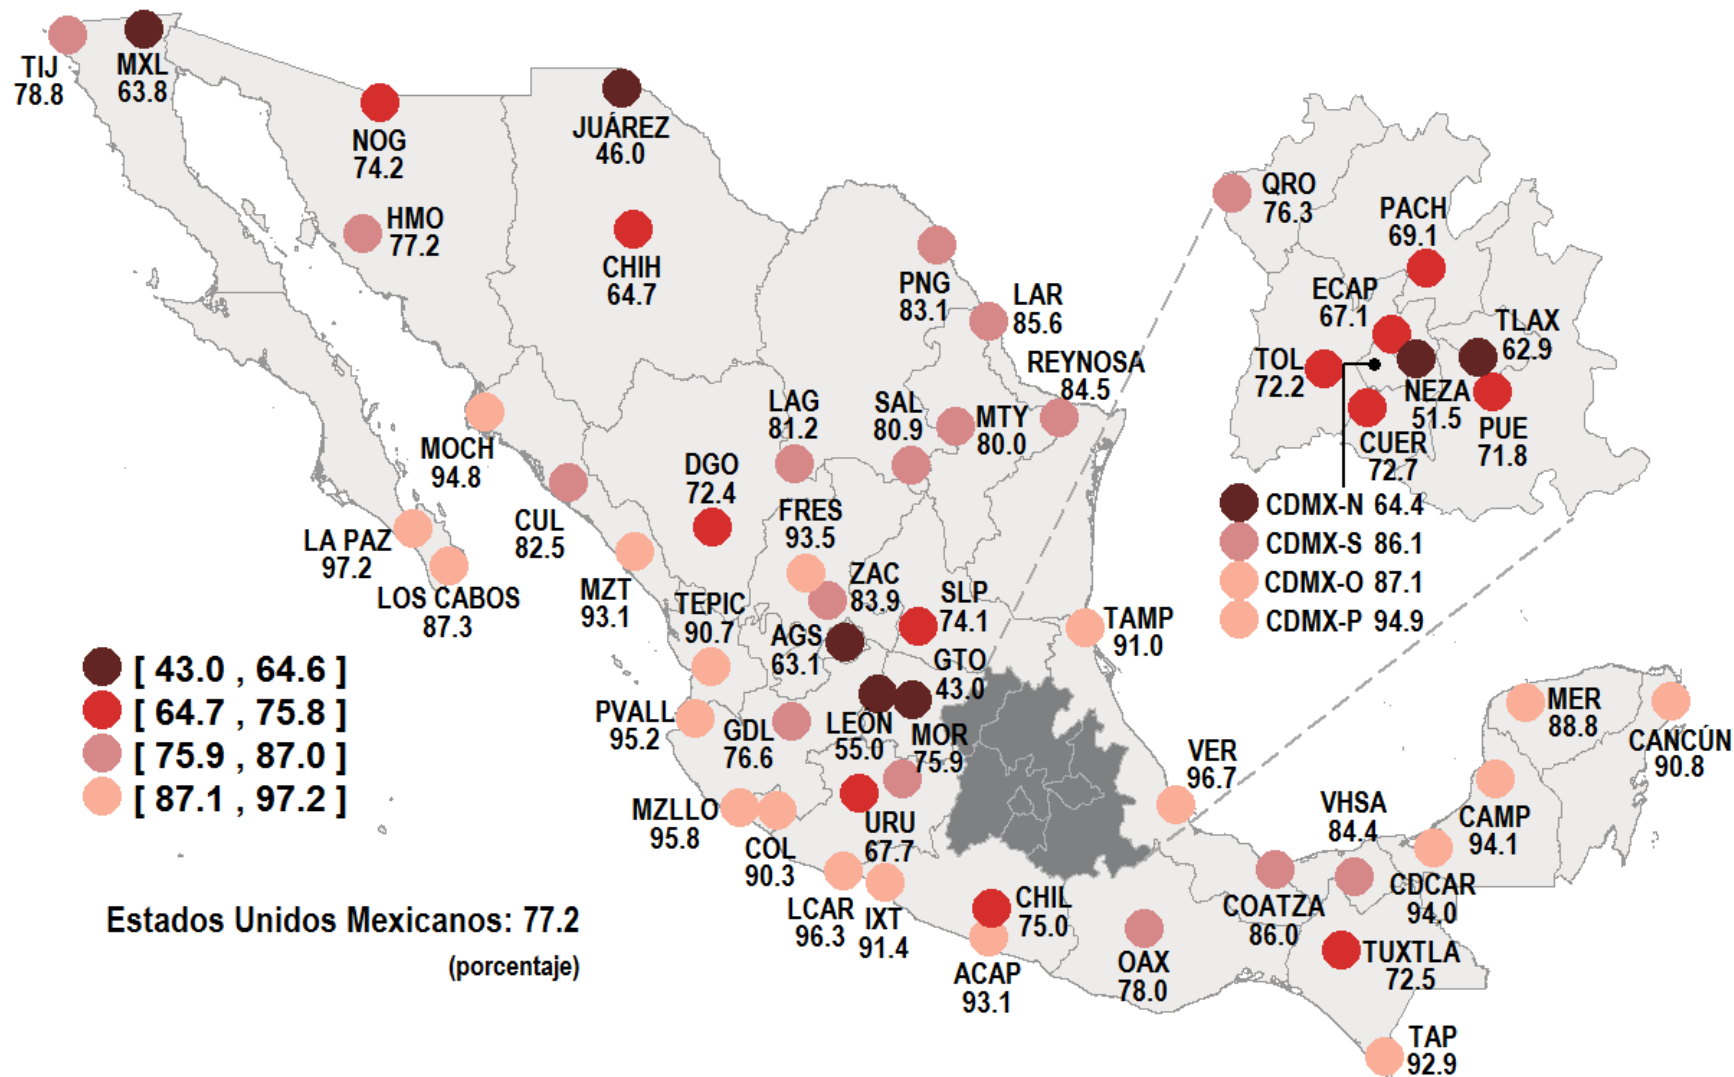 TIJ
78.8
MXL
63.8
NOG
74.2
HMO
77.2
JUÁREZ
46.0
CHIH
64.7
PNG
83.1
LAR
85.6
REYNOSA
84.5
LAG
81.2
SAL
80.9
MTY
80.0
MOCH
94.8
DGO
72.4
FRES
93.5
CUL
82.5
LA PAZ
97.2
LOS CABOS
87.3
MZT
93.1
TEPIC
90.7
ZAC
83.9
AGS
63.1
SLP
74.1
GTO
43.0
TAMP
91.0
PVALL
95.2
GDL
76.6
LEÓN
55.0
MOR
75.9
MZLLO
95.8
COL
90.3
URU
67.7
LCAR
96.3
IXT
91.4
CHIL
75.0
ACAP
93.1
OAX
78.0
VER
96.7
COATZA
86.0
VHSA
84.4
CDCAR
94.0
CAMP
94.1
MER
88.8
CANCÚN
90.8
TUXTLA
72.5
TAP
92.9
QRO
76.3
PACH
69.1
ECAP
67.1
TLAX
62.9
TOL
72.2
NEZA
51.5
CUER
72.7
PUE
71.8
CDMX-N 64.4
CDMX-S 86.1
CDMX-O 87.1
CDMX-P 94.9
[ 43.0 , 64.6 ]
[ 64.7 , 75.8 ]
[ 75.9 , 87.0 ]
[ 87.1 , 97.2 ]
Estados Unidos Mexicanos: 77.2
(porcentaje)